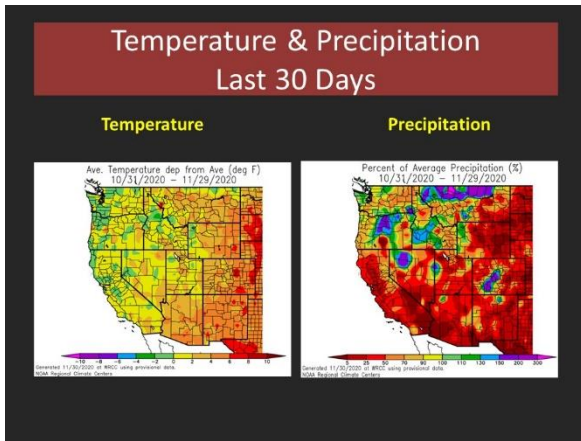 Temperature & Precipitation
Last 30 Days
Temperature
Precipitation
Ave. Temperature dep from Ave (deg F)
10/31/2020 – 11/29/2020
-10 -8 -6 -4 -2 0 2 4 6 8 10
Generated 11/30/2020 at WRCC using provisional data.
NOAA Regional Climate Centers
Percent of Average Precipitation (%)
10/31/2020 – 11/29/2020
5 25 50 70 90 100 110 130 150 200 300
Generated 11/30/2020 at WRCC using provisional data.
NOAA Regional Climate Centers